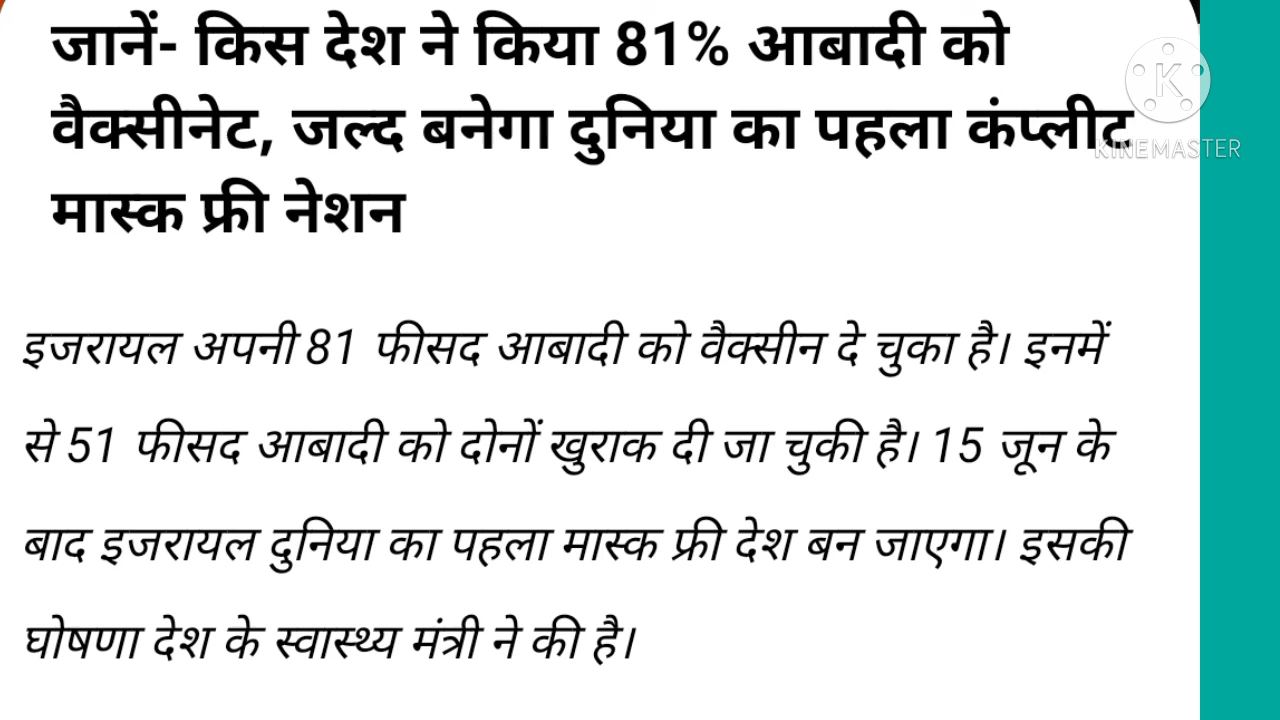 जानें- किस देश ने किया 81% आबादी को
वैक्सीनेट, जल्द बनेगा दुनिया का पहला कंप्लीट
मास्क फ्री नेशन
K
KINEMASTER
इजरायल अपनी 81 फीसद आबादी को वैक्सीन दे चुका है। इनमें
से 51 फीसद आबादी को दोनों खुराक दी जा चुकी है। 15 जून के
बाद इजरायल दुनिया का पहला मास्क फ्री देश बन जाएगा। इसकी
घोषणा देश के स्वास्थ्य मंत्री ने की है।